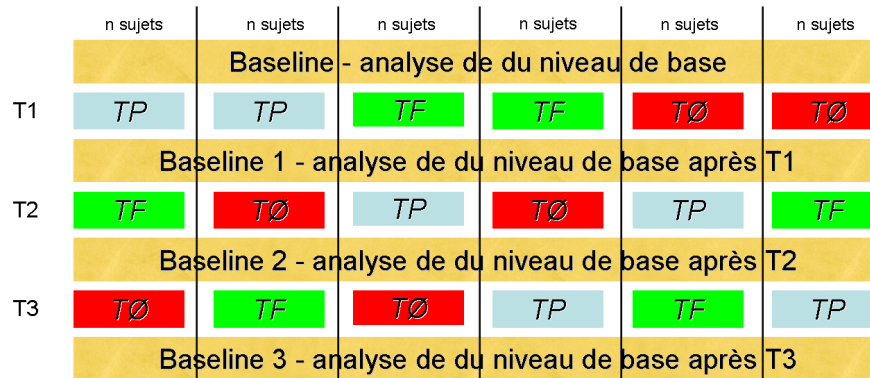 n sujets n sujets n sujets n sujets n sujets n sujets
Baseline - analyse de du niveau de base
T1 TP TP TF TF TØ TØ
Baseline 1 - analyse de du niveau de base après T1
T2 TF TØ TP TØ TP TF
Baseline 2 - analyse de du niveau de base après T2
T3 TØ TF TØ TP TF TP
Baseline 3 - analyse de du niveau de base après T3